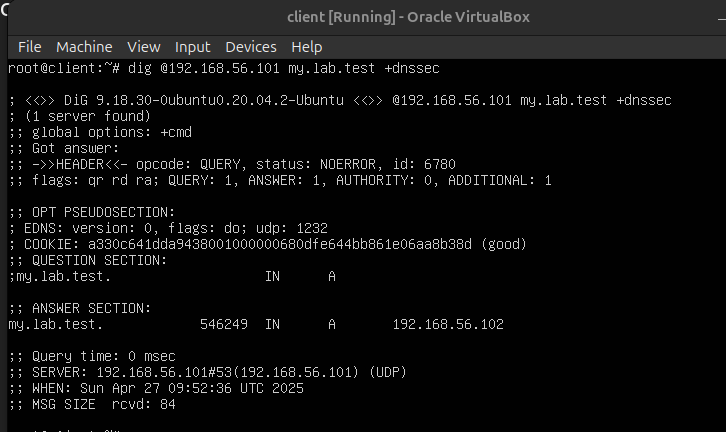 client [Running] - Oracle VirtualBox
File Machine View Input Devices Help
root@client:~# dig @192.168.56.101 my.lab.test +dnssec
; <<>> DiG 9.18.30-0ubuntu0.20.04.2-Ubuntu <<>> @192.168.56.101 my.lab.test +dnssec
; (1 server found)
;; global options: +cmd
;; Got answer:
;; ->>HEADER<<- opcode: QUERY, status: NOERROR, id: 6780
;; flags: qr rd ra; QUERY: 1, ANSWER: 1, AUTHORITY: 0, ADDITIONAL: 1
;; OPT PSEUDOSECTION:
; EDNS: version: 0, flags: do; udp: 1232
; COOKIE: a330c641dda9438001000000680dfe644bb861e06aa8b38d (good)
;; QUESTION SECTION:
;my.lab.test. IN A
;; ANSWER SECTION:
my.lab.test. 546249 IN A 192.168.56.102
;; Query time: 0 msec
;; SERVER: 192.168.56.101#53(192.168.56.101) (UDP)
;; WHEN: Sun Apr 27 09:52:36 UTC 2025
;; MSG SIZE rcvd: 84